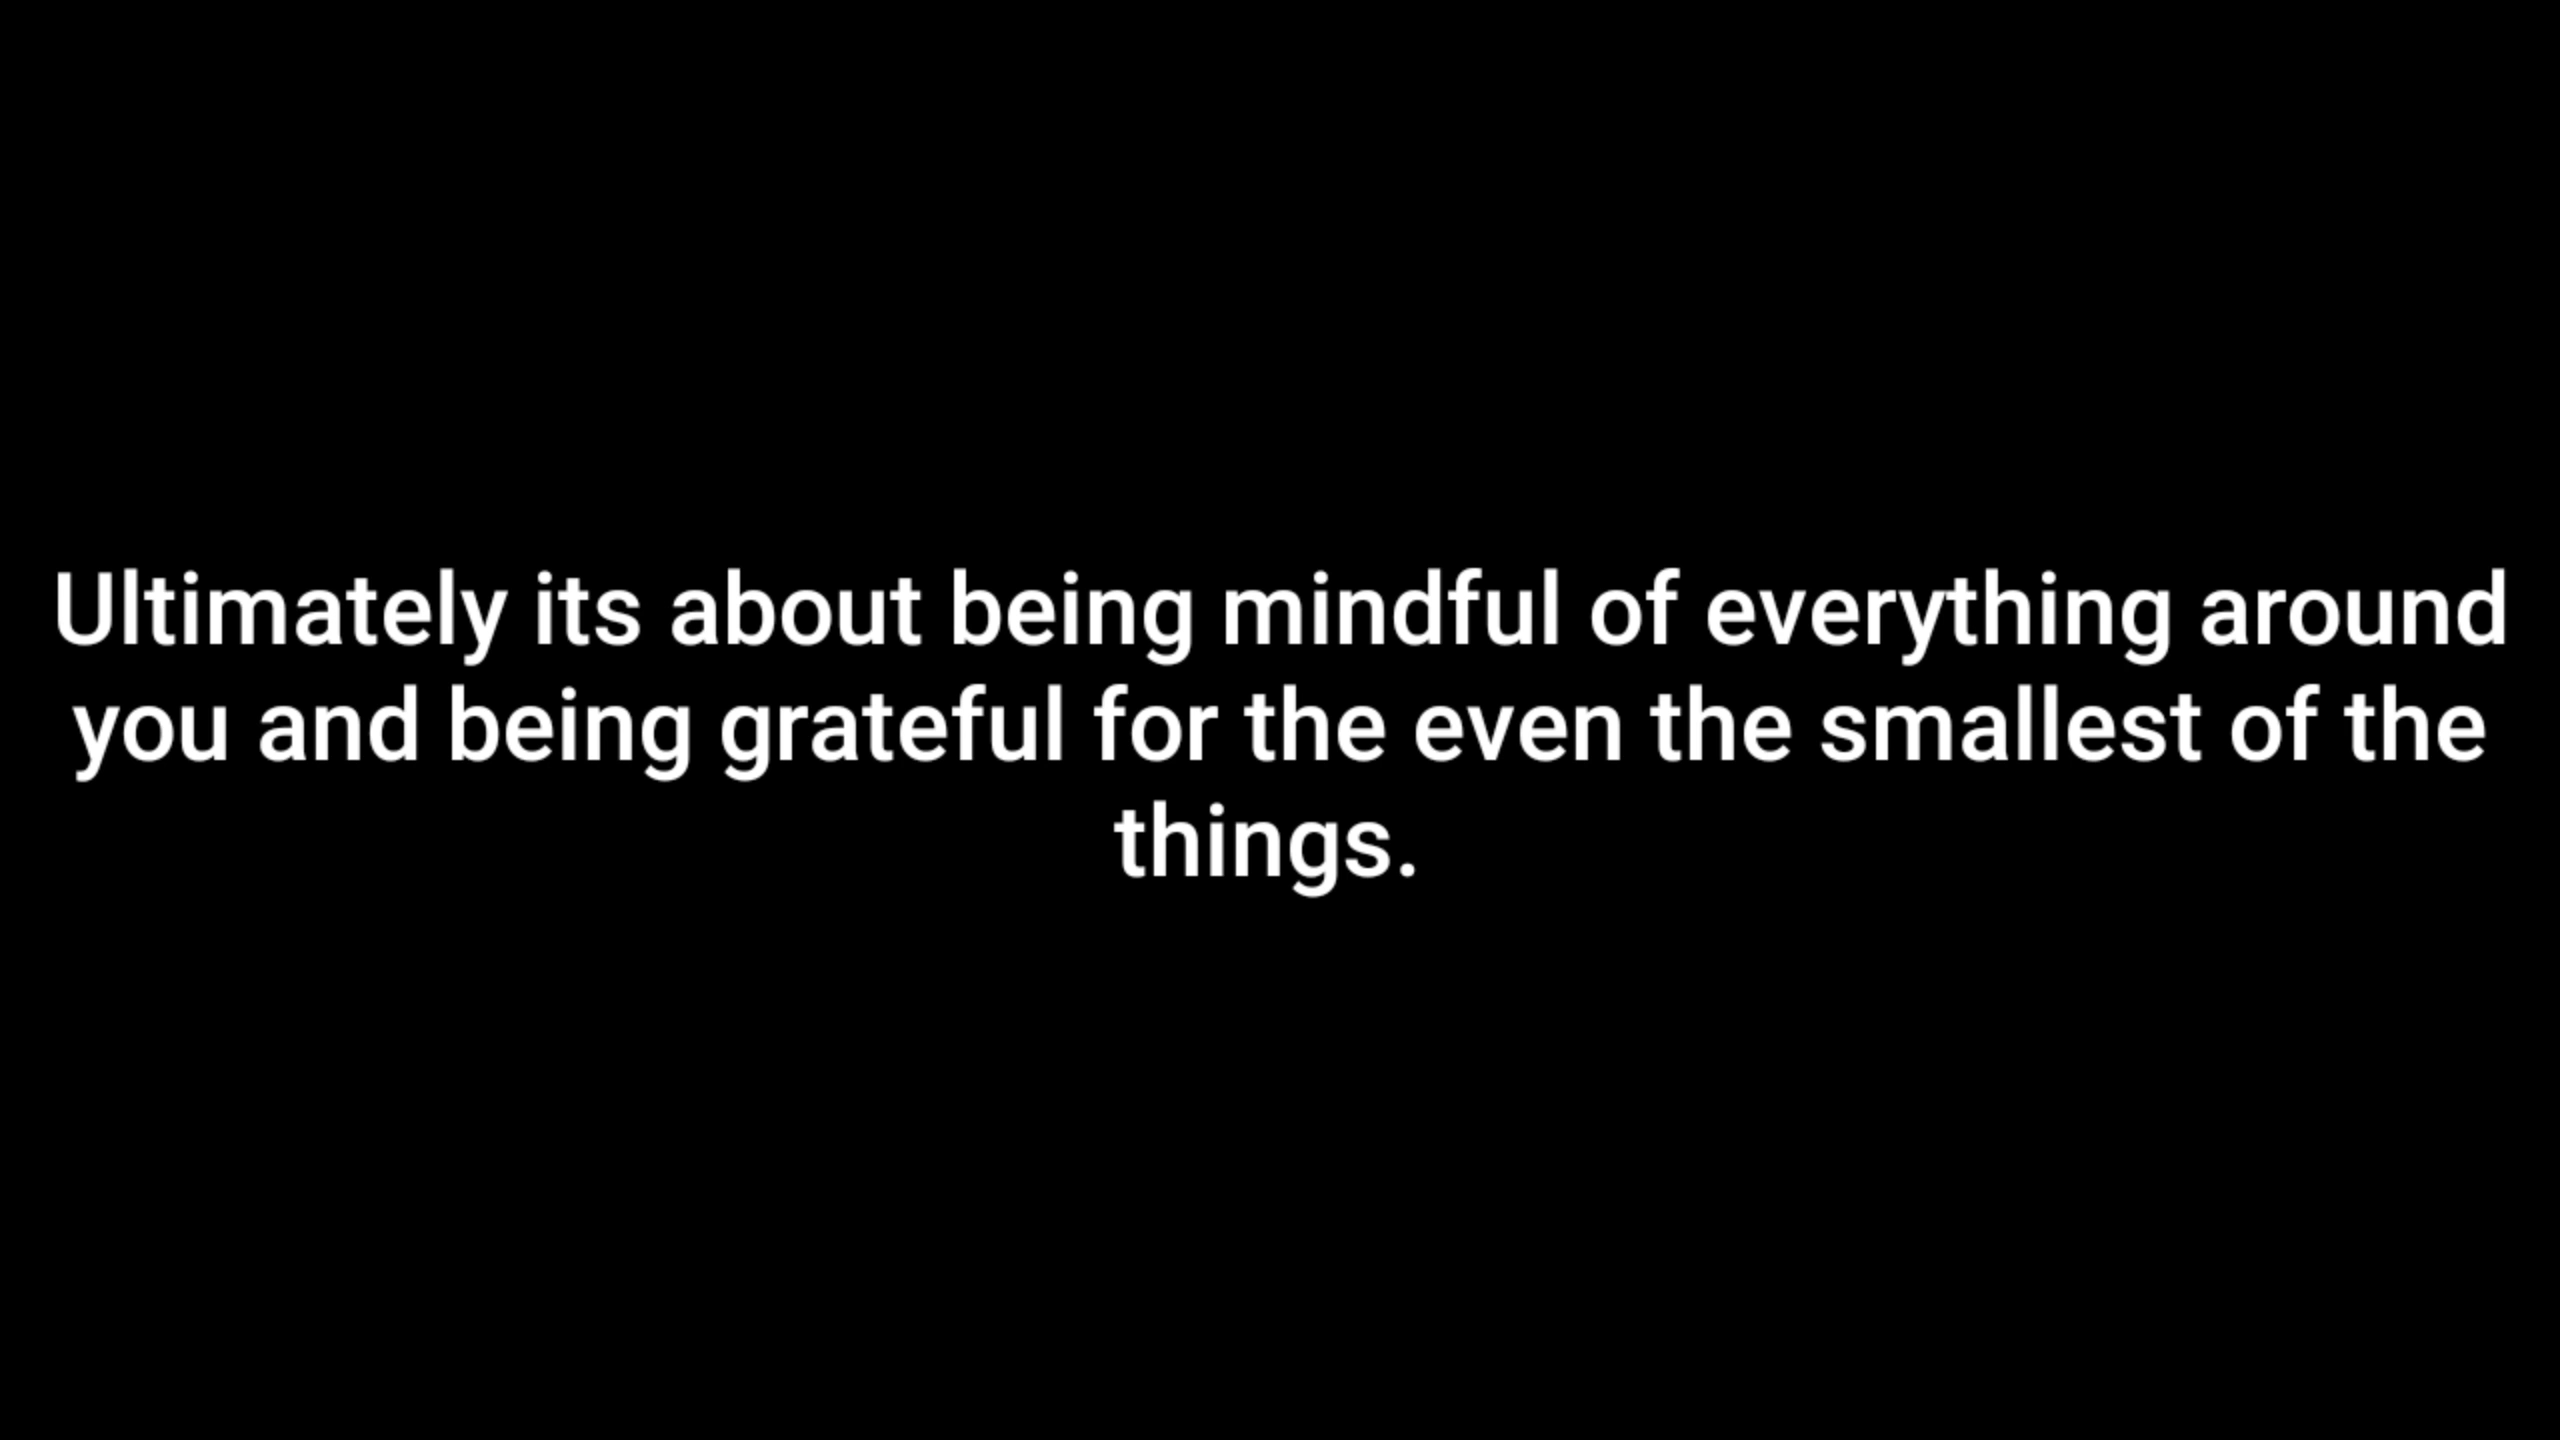 Ultimately its about being mindful of everything around
you and being grateful for the even the smallest of the
things.